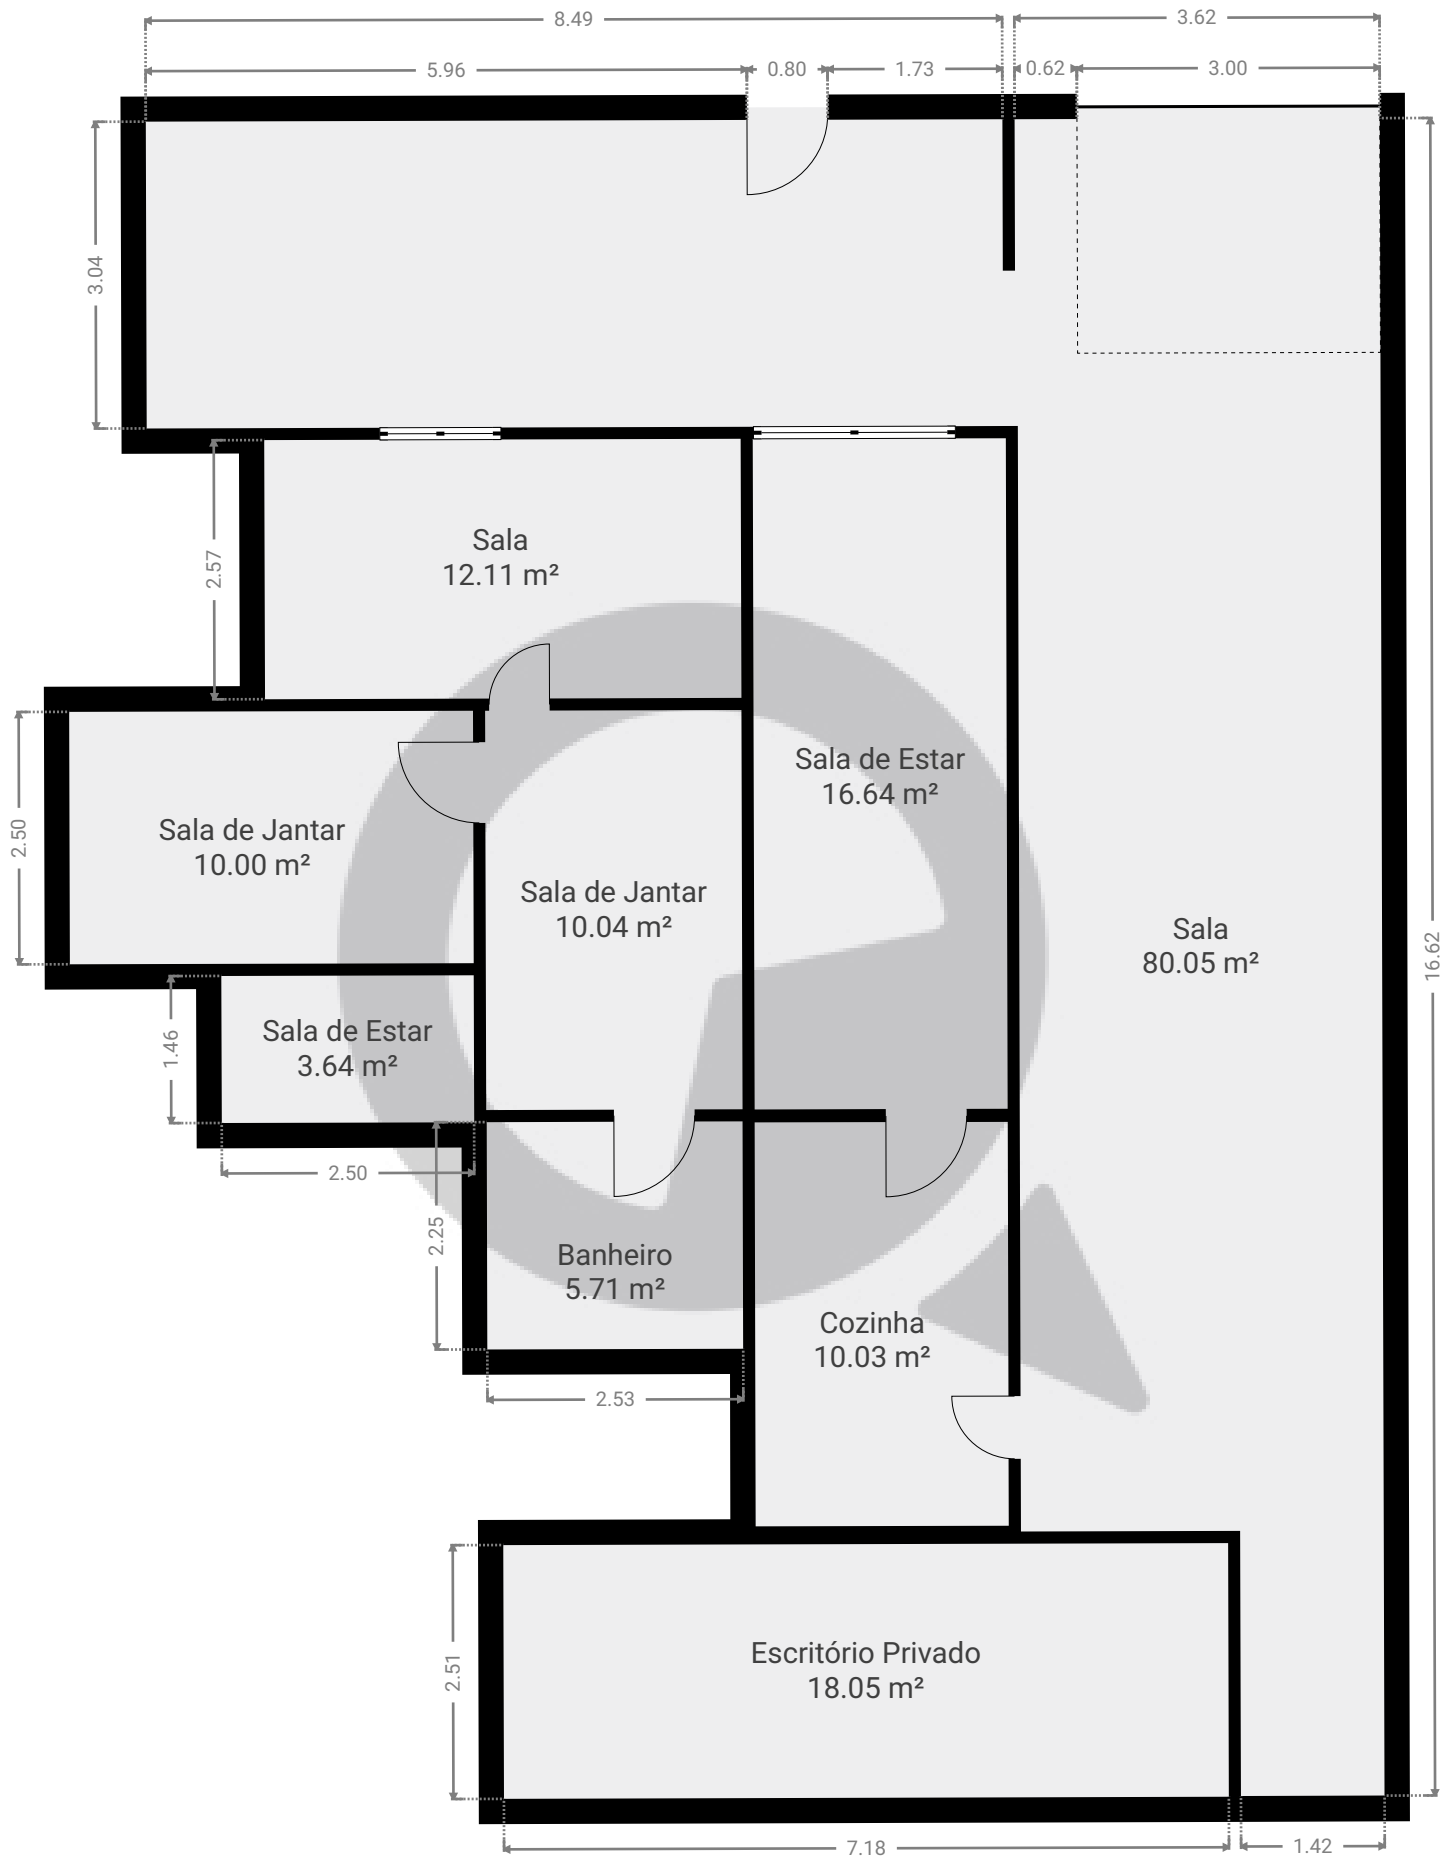 8.49
3.62
5.96
0.80
1.73
0.62
3.00
3.04
2.57
Sala
12.11 m²
Sala de Estar
16.64 m²
2.50
Sala de Jantar
10.00 m²
Sala de Jantar
10.04 m²
Sala
80.05 m²
16.62
1.46
Sala de Estar
3.64 m²
2.50
2.25
Banheiro
5.71 m²
Cozinha
10.03 m²
2.53
2.51
Escritório Privado
18.05 m²
7.18
1.42